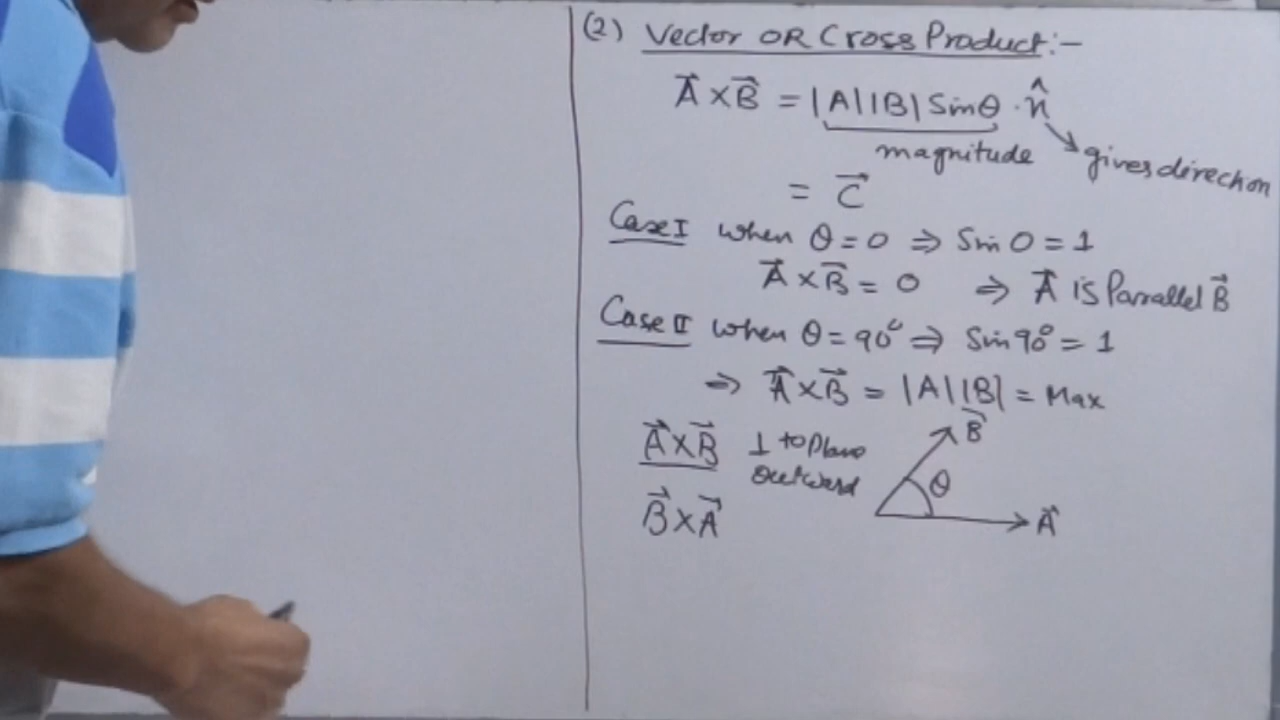 (2) Vector OR Cross Product:-
A⃗ × B⃗ = |A||B| Sinθ · n̂
magnitude
gives direction
= C⃗
Case I when θ = 0 ⇒ Sin 0 = 1
A⃗ × B⃗ = 0 ⇒ A⃗ is Parrallel B⃗
Case II when θ = 90° ⇒ Sin 90° = 1
⇒ A⃗ × B⃗ = |A||B| = Max
A⃗ × B⃗ ⊥ to Plane
outward
B⃗ × A⃗
B⃗
θ
A⃗